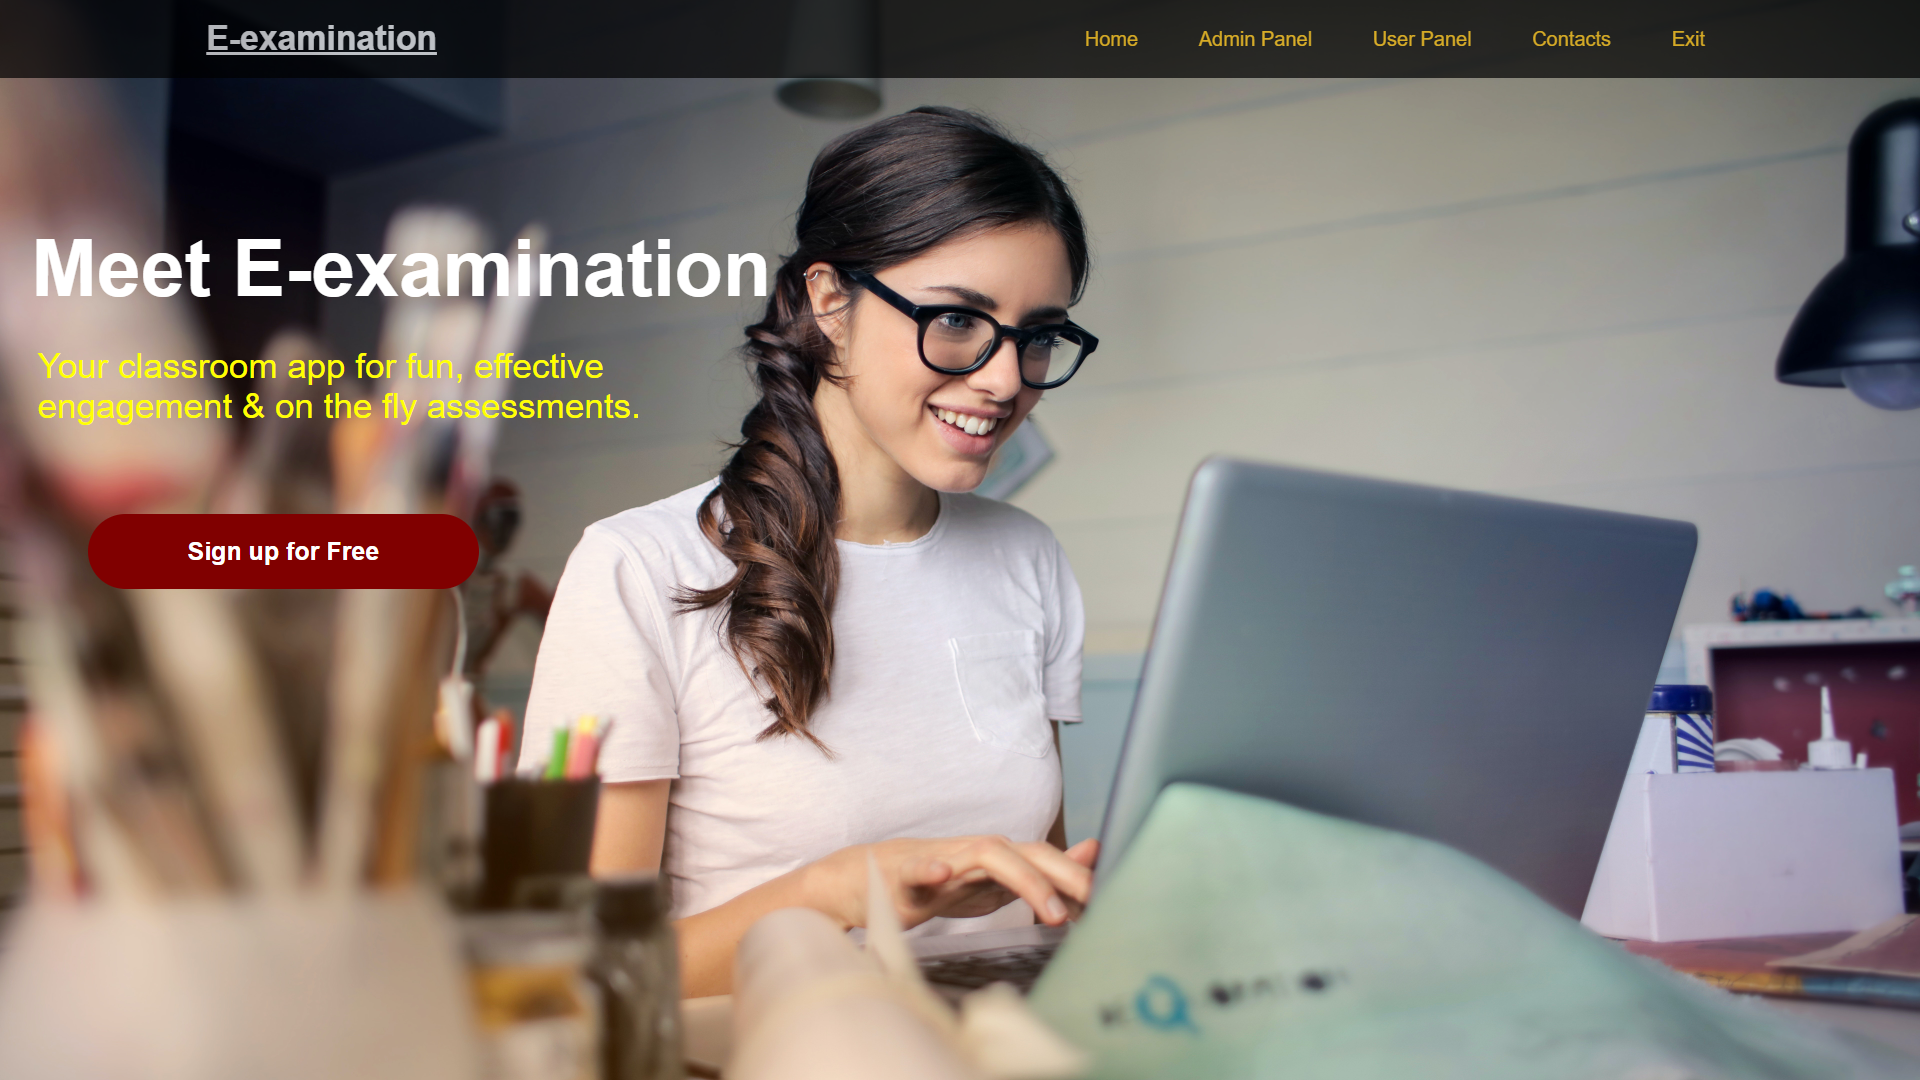 E-examination
Home Admin Panel User Panel Contacts Exit
Meet E-examination
Your classroom app for fun, effective
engagement & on the fly assessments.
Sign up for Free